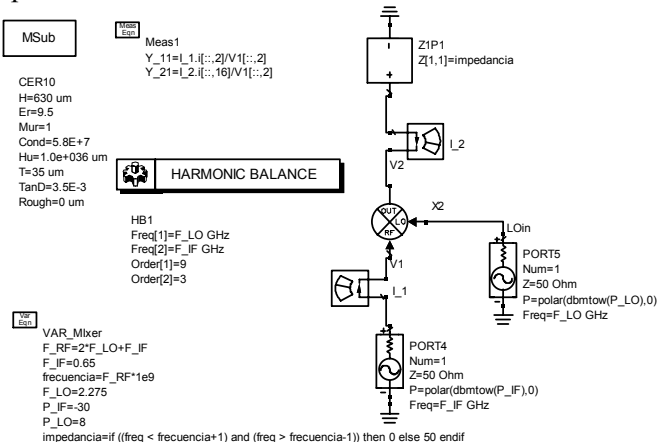 MSub
CER10
H=630 um
Er=9.5
Mur=1
Cond=5.8E+7
Hu=1.0e+036 um
T=35 um
TanD=3.5E-3
Rough=0 um
Meas
Eqn
Meas1
Y_11=I_1.i[::,2]/V1[::,2]
Y_21=I_2.i[::,16]/V1[::,2]
HARMONIC BALANCE
HB1
Freq[1]=F_LO GHz
Freq[2]=F_IF GHz
Order[1]=9
Order[2]=3
Z1P1
Z[1,1]=impedancia
I_2
V2
OUT
LO
RF
X2
LOin
V1
I_1
PORT5
Num=1
Z=50 Ohm
P=polar(dbmtow(P_LO),0)
Freq=F_LO GHz
PORT4
Num=1
Z=50 Ohm
P=polar(dbmtow(P_IF),0)
Freq=F_IF GHz
Var
Eqn
VAR_MIxer
F_RF=2*F_LO+F_IF
F_IF=0.65
frecuencia=F_RF*1e9
F_LO=2.275
P_IF=-30
P_LO=8
impedancia=if ((freq < frecuencia+1) and (freq > frecuencia-1)) then 0 else 50 endif